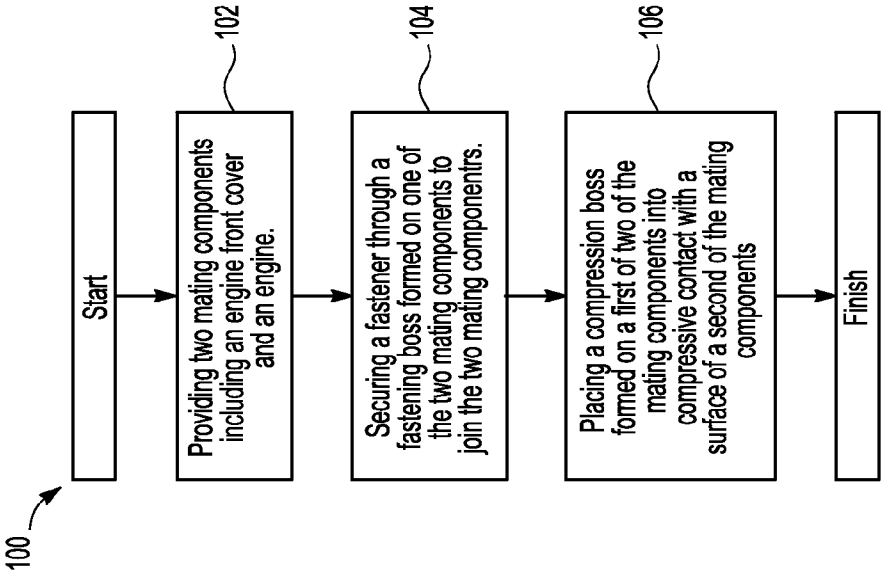 100
Start
102
Providing two mating components
including an engine front cover
and an engine.
104
Securing a fastener through a
fastening boss formed on one of
the two mating components to
join the two mating componentrs.
106
Placing a compression boss
formed on a first of two of the
mating components into
compressive contact with a
surface of a second of the mating
components
Finish